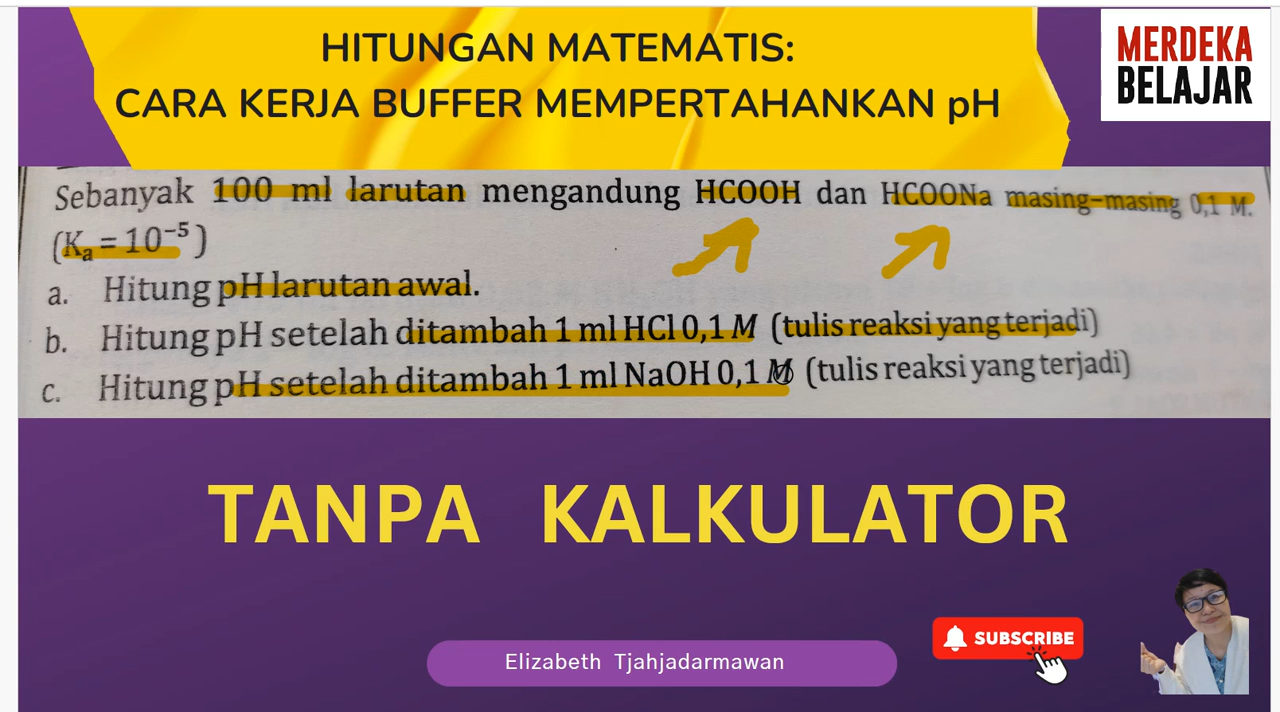 HITUNGAN MATEMATIS:
CARA KERJA BUFFER MEMPERTAHANKAN pH
MERDEKA
BELAJAR
Sebanyak 100 ml larutan mengandung HCOOH dan HCOONa masing-masing 0,1 M.
(Kₐ = 10⁻⁵)
a. Hitung pH larutan awal.
b. Hitung pH setelah ditambah 1 ml HCl 0,1 M (tulis reaksi yang terjadi)
c. Hitung pH setelah ditambah 1 ml NaOH 0,1 M (tulis reaksi yang terjadi)
TANPA KALKULATOR
SUBSCRIBE
Elizabeth Tjahjadarmawan